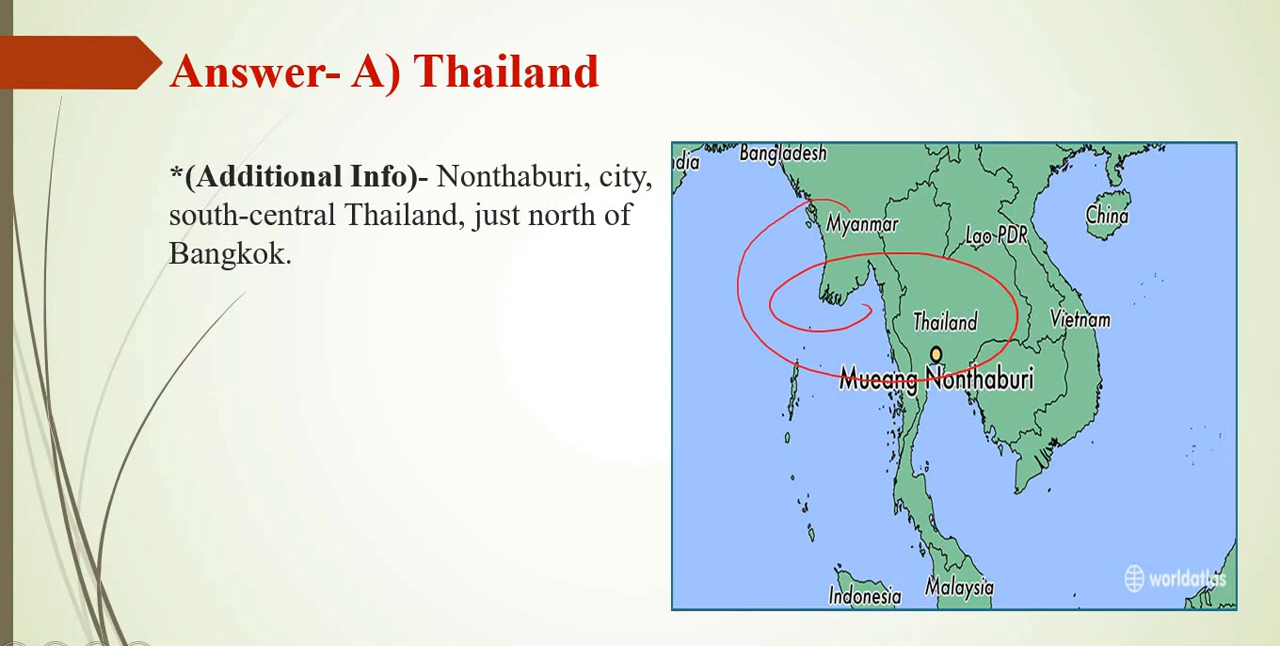 Answer- A) Thailand
*(Additional Info)- Nonthaburi, city,
south-central Thailand, just north of
Bangkok.
dia
Bangladesh
China
Myanmar
Lao PDR
Thailand
Vietnam
Mueang Nonthaburi
worldatlas
Indonesia
Malaysia